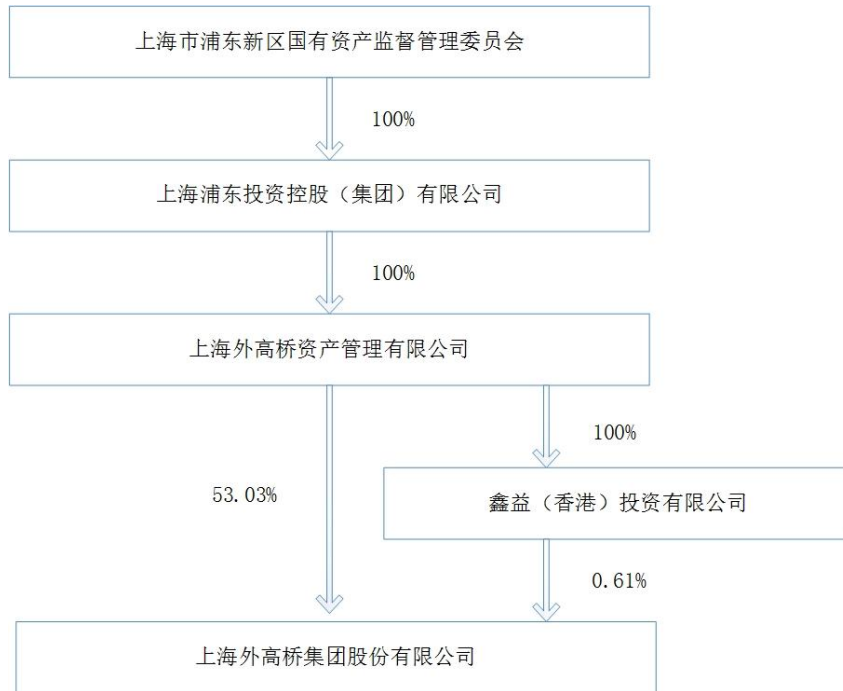 上海市浦东新区国有资产监督管理委员会
100%
上海浦东投资控股（集团）有限公司
100%
上海外高桥资产管理有限公司
100%
53.03%
鑫益（香港）投资有限公司
0.61%
上海外高桥集团股份有限公司